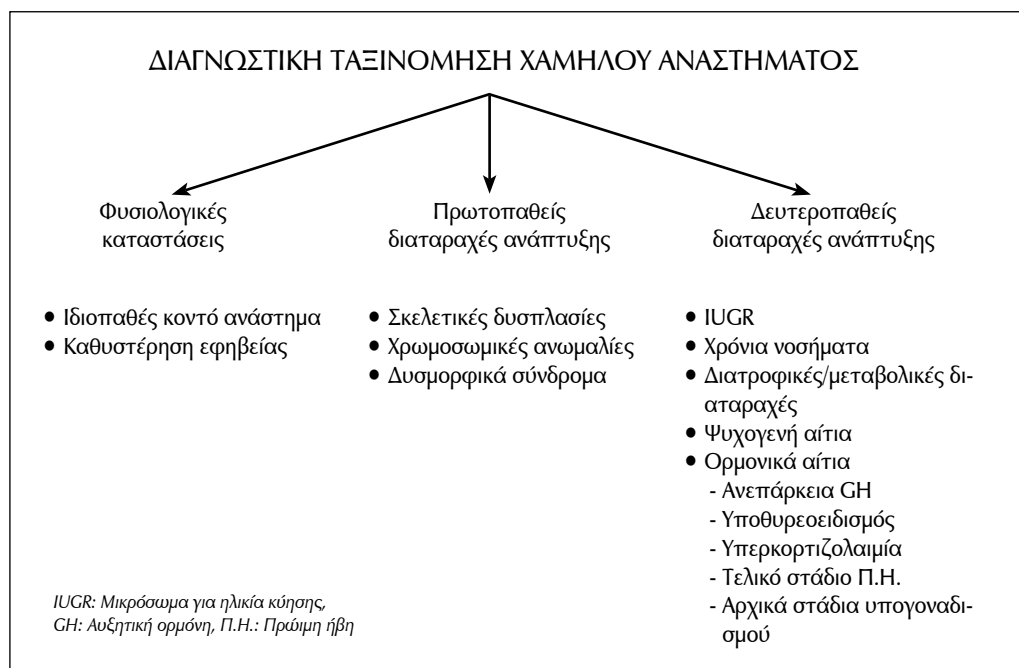 ΔΙΑΓΝΩΣΤΙΚΗ ΤΑΞΙΝΟΜΗΣΗ ΧΑΜΗΛΟΥ ΑΝΑΣΤΗΜΑΤΟΣ
Φυσιολογικές
καταστάσεις
• Ιδιοπαθές κοντό ανάστημα
• Καθυστέρηση εφηβείας
Πρωτοπαθείς
διαταραχές ανάπτυξης
• Σκελετικές δυσπλασίες
• Χρωμοσωμικές ανωμαλίες
• Δυσμορφικά σύνδρομα
Δευτεροπαθείς
διαταραχές ανάπτυξης
• IUGR
• Χρόνια νοσήματα
• Διατροφικές/μεταβολικές δι-
αταραχές
• Ψυχογενή αίτια
• Ορμονικά αίτια
- Ανεπάρκεια GH
- Υποθυρεοειδισμός
- Υπερκορτιζολαιμία
- Τελικό στάδιο Π.Η.
- Αρχικά στάδια υπογοναδι-
σμού
IUGR: Μικρόσωμα για ηλικία κύησης,
GH: Αυξητική ορμόνη, Π.Η.: Πρώιμη ήβη